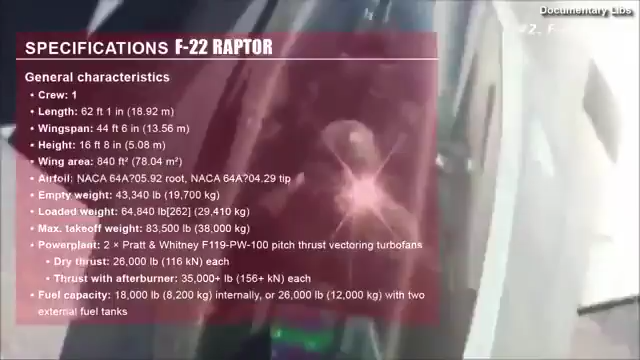 Documentary Libs
#2. F-
SPECIFICATIONS F-22 RAPTOR
General characteristics
• Crew: 1
• Length: 62 ft 1 in (18.92 m)
• Wingspan: 44 ft 6 in (13.56 m)
• Height: 16 ft 8 in (5.08 m)
• Wing area: 840 ft² (78.04 m²)
• Airfoil: NACA 64A?05.92 root, NACA 64A?04.29 tip
• Empty weight: 43,340 lb (19,700 kg)
• Loaded weight: 64,840 lb[262] (29,410 kg)
• Max. takeoff weight: 83,500 lb (38,000 kg)
• Powerplant: 2 × Pratt & Whitney F119-PW-100 pitch thrust vectoring turbofans
• Dry thrust: 26,000 lb (116 kN) each
• Thrust with afterburner: 35,000+ lb (156+ kN) each
• Fuel capacity: 18,000 lb (8,200 kg) internally, or 26,000 lb (12,000 kg) with two
external fuel tanks